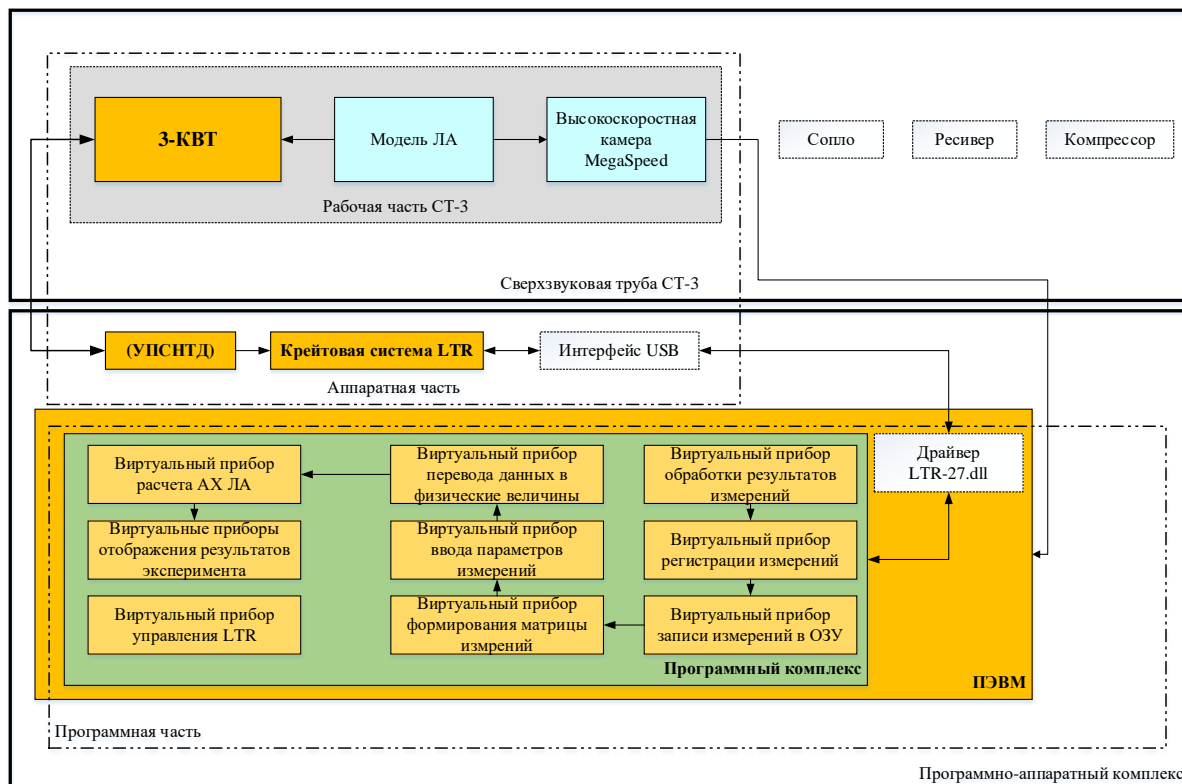 3-КВТ
Модель ЛА
Высокоскоростная
камера
MegaSpeed
Сопло
Ресивер
Компрессор
Рабочая часть СТ-3
Сверхзвуковая труба СТ-3
(УПСНТД)
Крейтовая система LTR
Интерфейс USB
Аппаратная часть
Виртуальный прибор
расчета АХ ЛА
Виртуальный прибор
перевода данных в
физические величины
Виртуальный прибор
обработки результатов
измерений
Драйвер
LTR-27.dll
Виртуальные приборы
отображения результатов
эксперимента
Виртуальный прибор
ввода параметров
измерений
Виртуальный прибор
регистрации измерений
Виртуальный прибор
управления LTR
Виртуальный прибор
формирования матрицы
измрений
Виртуальный прибор
записи измерений в ОЗУ
Программный комплекс
ПЭВМ
Программная часть
Программно-аппаратный комплекс